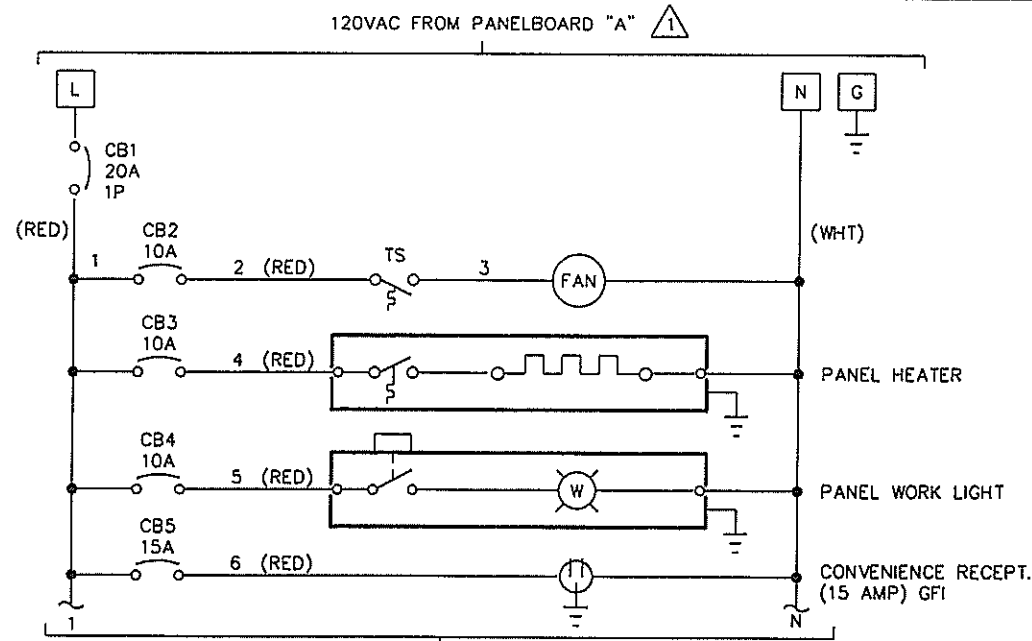 120VAC FROM PANELBOARD "A" 1
L
N
G
CB1
20A
1P
(RED)
(WHT)
1
CB2
10A
2 (RED)
TS
3
FAN
CB3
10A
4 (RED)
PANEL HEATER
CB4
10A
5 (RED)
W
PANEL WORK LIGHT
CB5
15A
6 (RED)
CONVENIENCE RECEPT.
(15 AMP) GFI
1
N